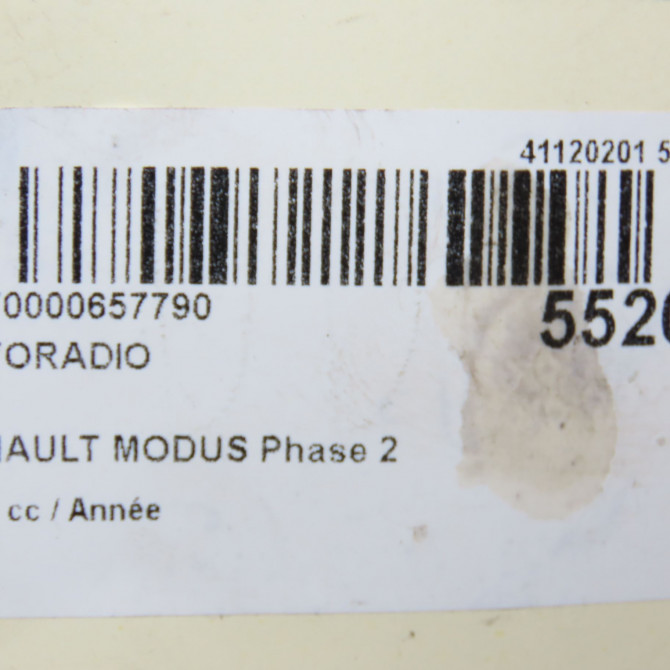 41120201 5
0000657790
5520
TORADIO
NAULT MODUS Phase 2
cc / Année